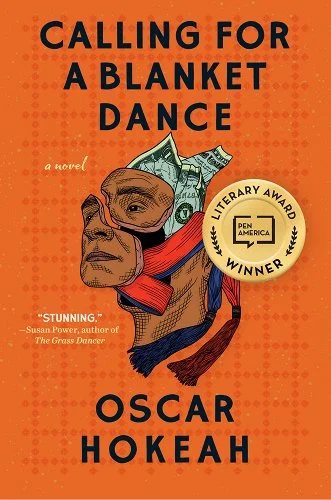 CALLING FOR
A BLANKET
DANCE
a novel
LITERARY AWARD
PEN
AMERICA
WINNER
“STUNNING.”
—Susan Power, author of
The Grass Dancer
OSCAR
HOKEAH